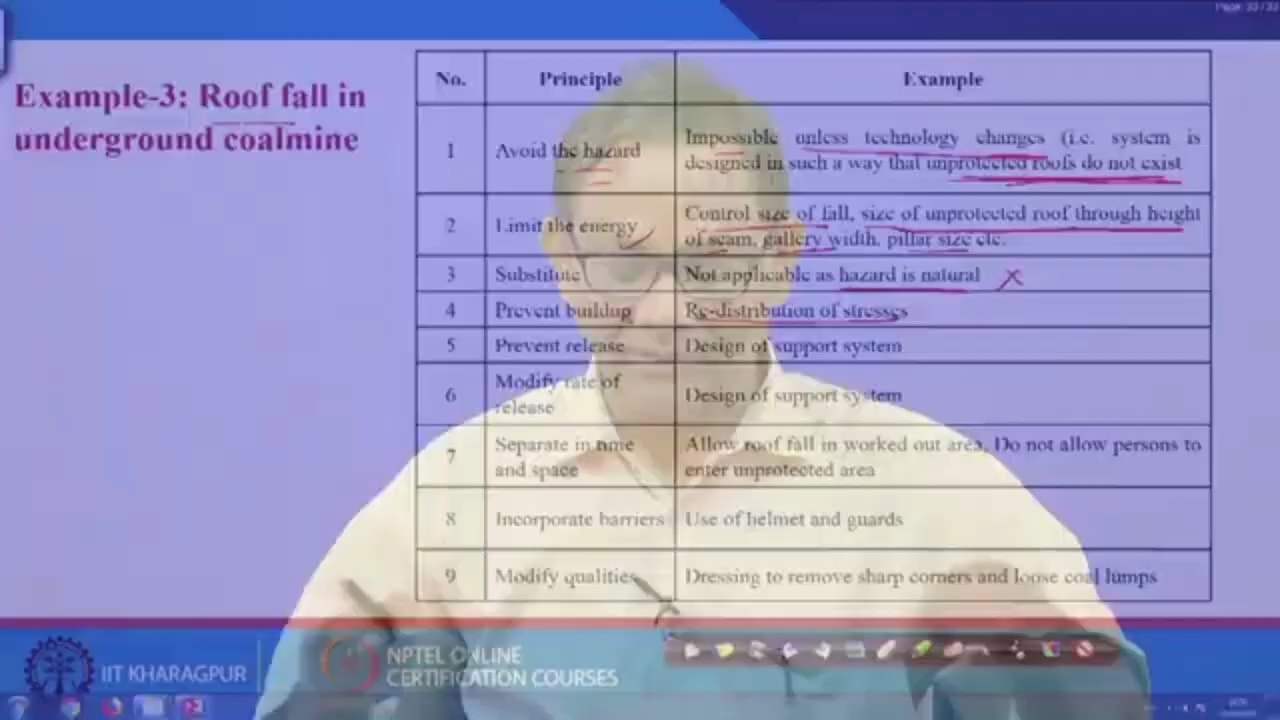 Page: 33 / 33
Example-3: Roof fall in
underground coalmine
No. Principle Example
1 Avoid the hazard Impossible unless technology changes (i.e. system is
designed in such a way that unprotected roofs do not exist
2 Limit the energy Control size of fall, size of unprotected roof through height
of seam, gallery width, pillar size etc.
3 Substitute Not applicable as hazard is natural
4 Prevent buildup Re-distribution of stresses
5 Prevent release Design of support system
6 Modify rate of
release Design of support system
7 Separate in time
and space Allow roof fall in worked out area. Do not allow persons to
enter unprotected area
8 Incorporate barriers Use of helmet and guards
9 Modify qualities Dressing to remove sharp corners and loose coal lumps
IIT KHARAGPUR
NPTEL ONLINE
CERTIFICATION COURSES